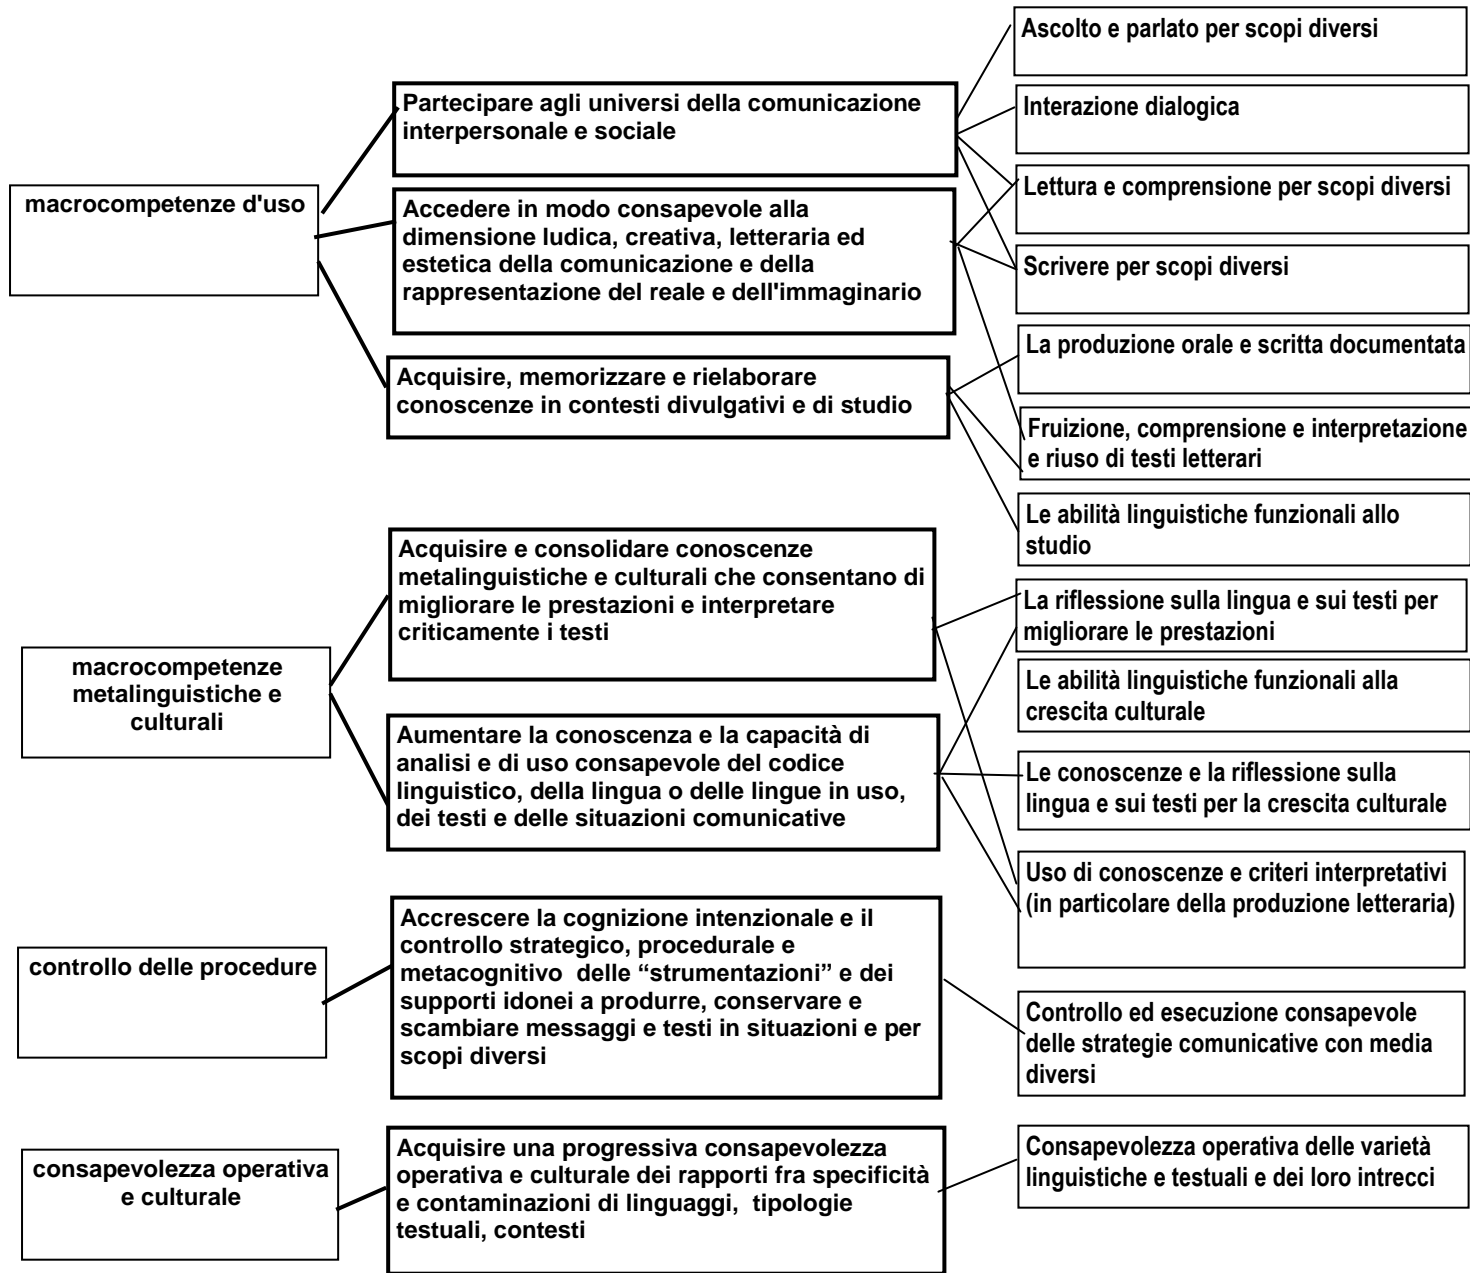 macrocompetenze d'uso
Partecipare agli universi della comunicazione
interpersonale e sociale
Accedere in modo consapevole alla
dimensione ludica, creativa, letteraria ed
estetica della comunicazione e della
rappresentazione del reale e dell'immaginario
Acquisire, memorizzare e rielaborare
conoscenze in contesti divulgativi e di studio
Ascolto e parlato per scopi diversi
Interazione dialogica
Lettura e comprensione per scopi diversi
Scrivere per scopi diversi
La produzione orale e scritta documentata
Fruizione, comprensione e interpretazione
e riuso di testi letterari
Le abilità linguistiche funzionali allo
studio
macrocompetenze
metalinguistiche e
culturali
Acquisire e consolidare conoscenze
metalinguistiche e culturali che consentano di
migliorare le prestazioni e interpretare
criticamente i testi
Aumentare la conoscenza e la capacità di
analisi e di uso consapevole del codice
linguistico, della lingua o delle lingue in uso,
dei testi e delle situazioni comunicative
La riflessione sulla lingua e sui testi per
migliorare le prestazioni
Le abilità linguistiche funzionali alla
crescita culturale
Le conoscenze e la riflessione sulla
lingua e sui testi per la crescita culturale
Uso di conoscenze e criteri interpretativi
(in particolare della produzione letteraria)
controllo delle procedure
Accrescere la cognizione intenzionale e il
controllo strategico, procedurale e
metacognitivo delle “strumentazioni” e dei
supporti idonei a produrre, conservare e
scambiare messaggi e testi in situazioni e per
scopi diversi
Controllo ed esecuzione consapevole
delle strategie comunicative con media
diversi
consapevolezza operativa
e culturale
Acquisire una progressiva consapevolezza
operativa e culturale dei rapporti fra specificità
e contaminazioni di linguaggi, tipologie
testuali, contesti
Consapevolezza operativa delle varietà
linguistiche e testuali e dei loro intrecci